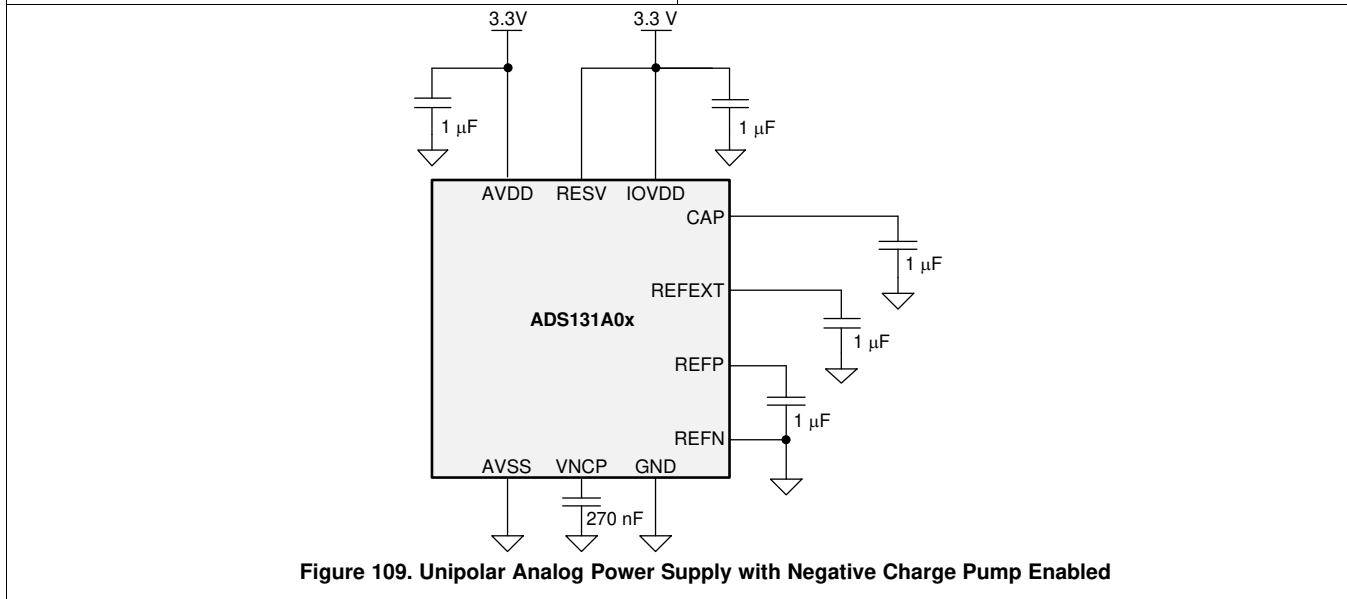 3.3V
3.3 V
1 μF
1 μF
AVDD
RESV
IOVDD
CAP
1 μF
REFEXT
ADS131A0x
1 μF
REFP
1 μF
REFN
AVSS
VNCP
GND
270 nF
Figure 109. Unipolar Analog Power Supply with Negative Charge Pump Enabled